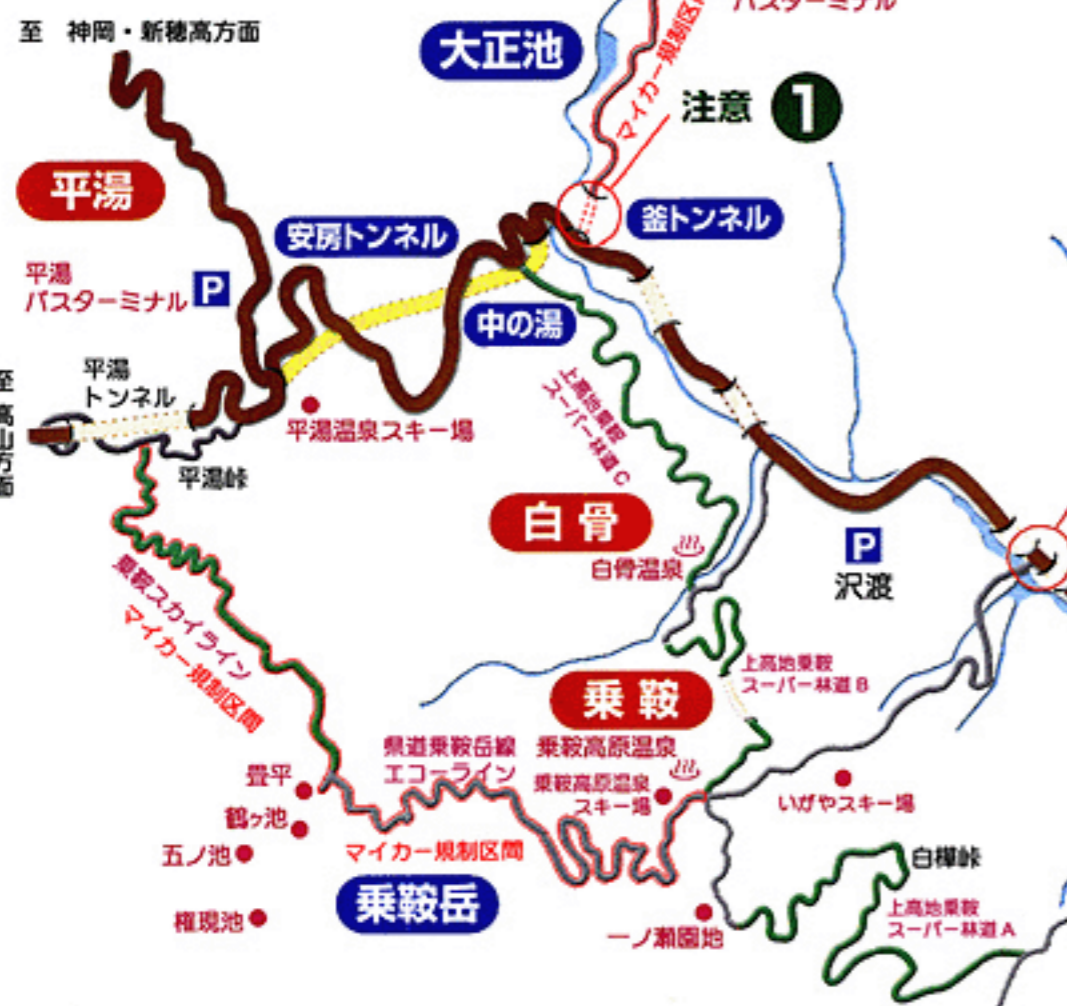 至 神岡・新穂高方面
大正池
バスターミナル
マイカー規制区間
注意 1
平湯
安房トンネル
釜トンネル
平湯
バスターミナル P
中の湯
平湯
トンネル
至 高山方面
平湯温泉スキー場
平湯峠
上高地乗鞍
スーパー林道C
白骨
白骨温泉
P
沢渡
乗鞍スカイライン
マイカー規制区間
上高地乗鞍
スーパー林道B
乗鞍
県道乗鞍岳線
エコーライン
乗鞍高原温泉
乗鞍高原温泉
スキー場
畳平
鶴ヶ池
五ノ池
権現池
いがやスキー場
マイカー規制区間
乗鞍岳
白樺峠
上高地乗鞍
スーパー林道A
一ノ瀬園地